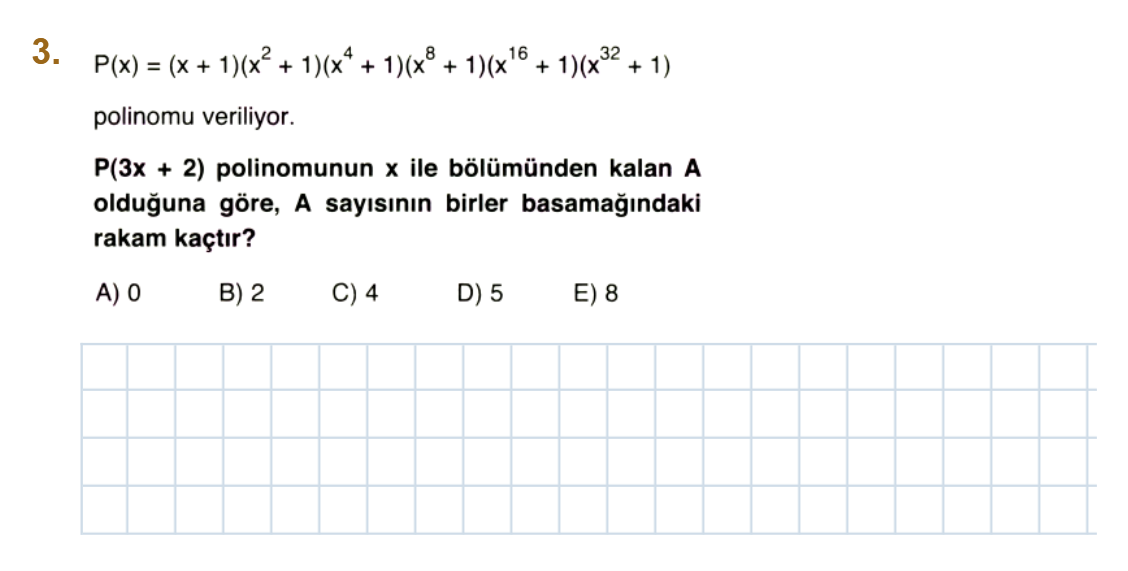 3. P(x) = (x + 1)(x² + 1)(x⁴ + 1)(x⁸ + 1)(x¹⁶ + 1)(x³² + 1)
polinomu veriliyor.
P(3x + 2) polinomunun x ile bölümünden kalan A
olduğuna göre, A sayısının birler basamağındaki
rakam kaçtır?
A) 0 B) 2 C) 4 D) 5 E) 8